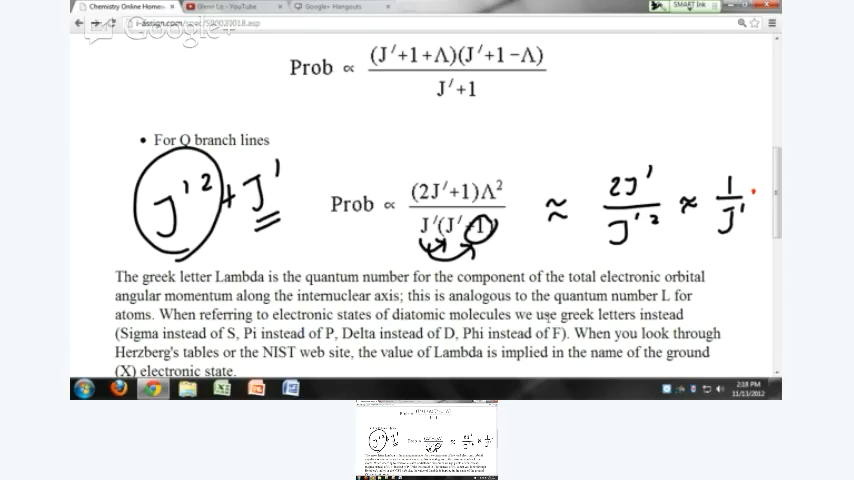 Chemistry Online Homew
Glenn Lo - YouTube
Google+ Hangouts
SMART Ink
i-assign.com/
Google+
Prob ∝ (J'+1+Λ)(J'+1−Λ)
J'+1
• For Q branch lines
J'² + J'
Prob ∝ (2J'+1)Λ² ≈ 2J' ≈ 1
J'(J'+1) J'² J'
The greek letter Lambda is the quantum number for the component of the total electronic orbital
angular momentum along the internuclear axis; this is analogous to the quantum number L for
atoms. When referring to electronic states of diatomic molecules we use greek letters instead
(Sigma instead of S, Pi instead of P, Delta instead of D, Phi instead of F). When you look through
Herzberg's tables or the NIST web site, the value of Lambda is implied in the name of the ground
(X) electronic state.
2:18 PM
11/13/2012